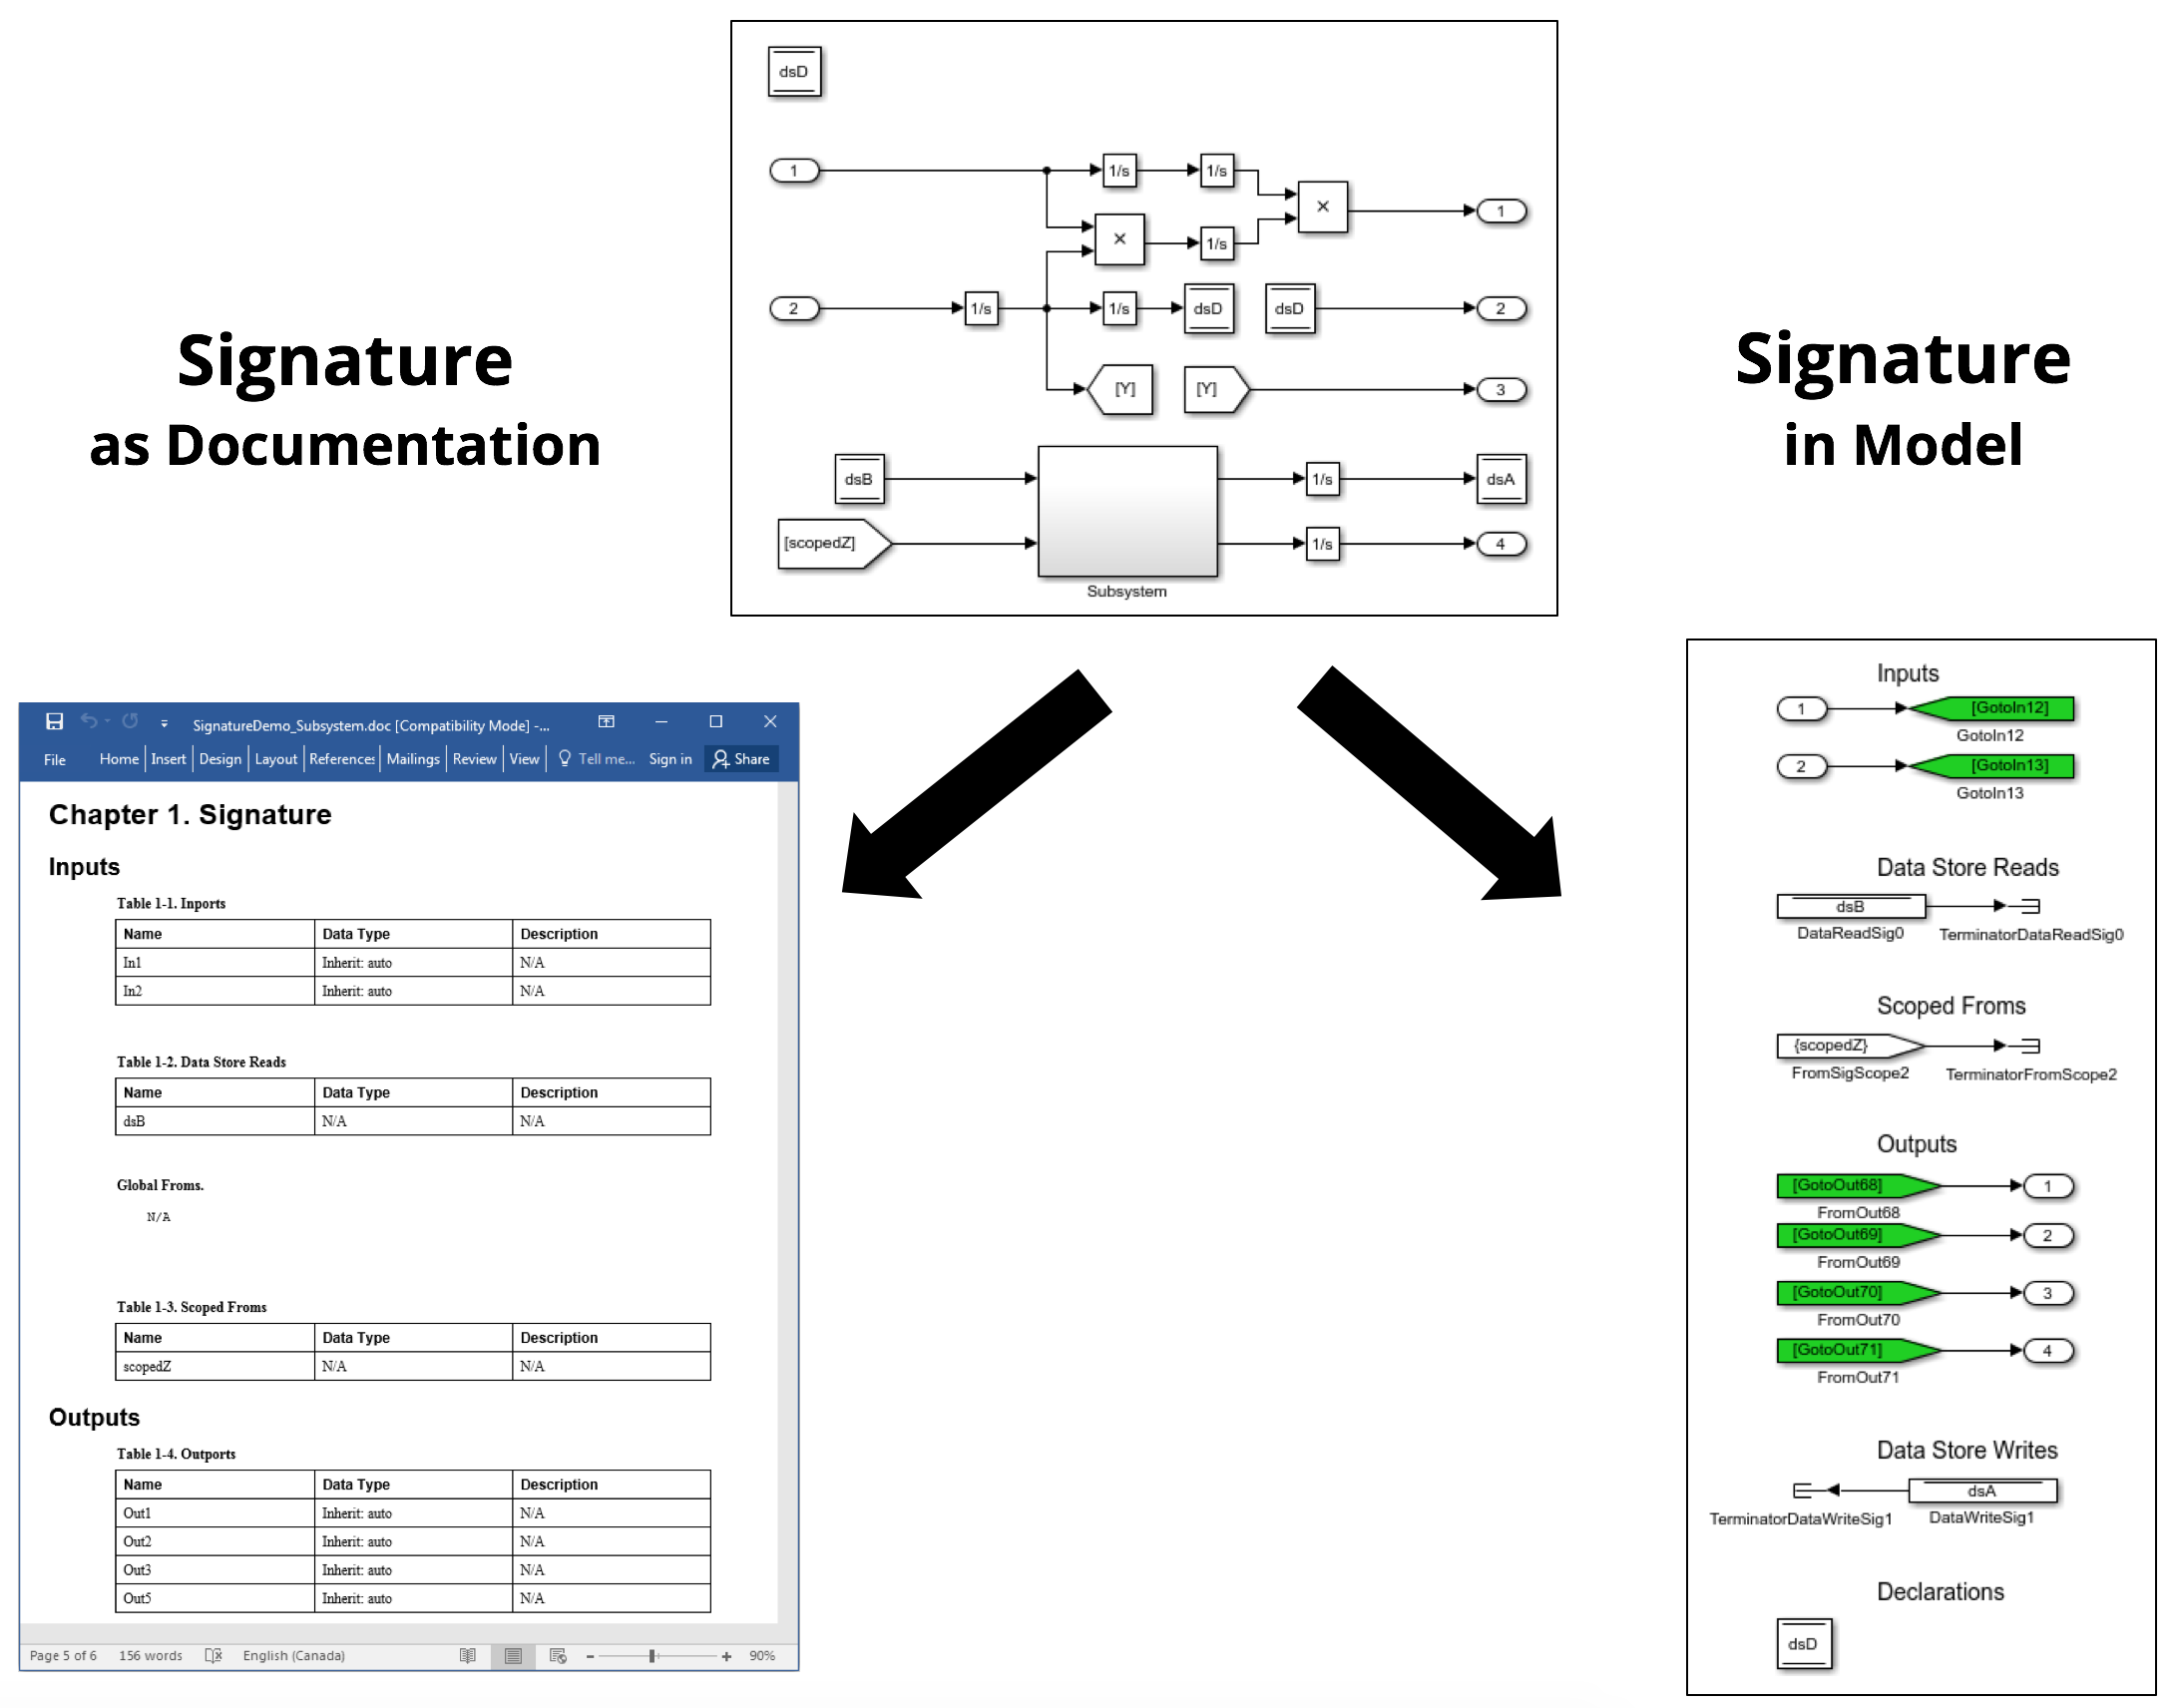 dsD
1
1/s
1/s
×
1
×
1/s
2
1/s
1/s
dsD
dsD
2
[Y]
[Y]
3
dsB
1/s
dsA
[scopedZ]
1/s
4
Subsystem
Signature
as Documentation
Signature
in Model
SignatureDemo_Subsystem.doc [Compatibility Mode] -...
File Home Insert Design Layout References Mailings Review View Tell me... Sign in Share
Chapter 1. Signature
Inputs
Table 1-1. Inports
Name Data Type Description
In1 Inherit: auto N/A
In2 Inherit: auto N/A
Table 1-2. Data Store Reads
Name Data Type Description
dsB N/A N/A
Global Froms.
N/A
Table 1-3. Scoped Froms
Name Data Type Description
scopedZ N/A N/A
Outputs
Table 1-4. Outports
Name Data Type Description
Out1 Inherit: auto N/A
Out2 Inherit: auto N/A
Out3 Inherit: auto N/A
Out5 Inherit: auto N/A
Page 5 of 6 156 words English (Canada) 90%
Inputs
1 [GotoIn12]
GotoIn12
2 [GotoIn13]
GotoIn13
Data Store Reads
dsB
DataReadSig0 TerminatorDataReadSig0
Scoped Froms
{scopedZ}
FromSigScope2 TerminatorFromScope2
Outputs
[GotoOut68] 1
FromOut68
[GotoOut69] 2
FromOut69
[GotoOut70] 3
FromOut70
[GotoOut71] 4
FromOut71
Data Store Writes
dsA
TerminatorDataWriteSig1 DataWriteSig1
Declarations
dsD